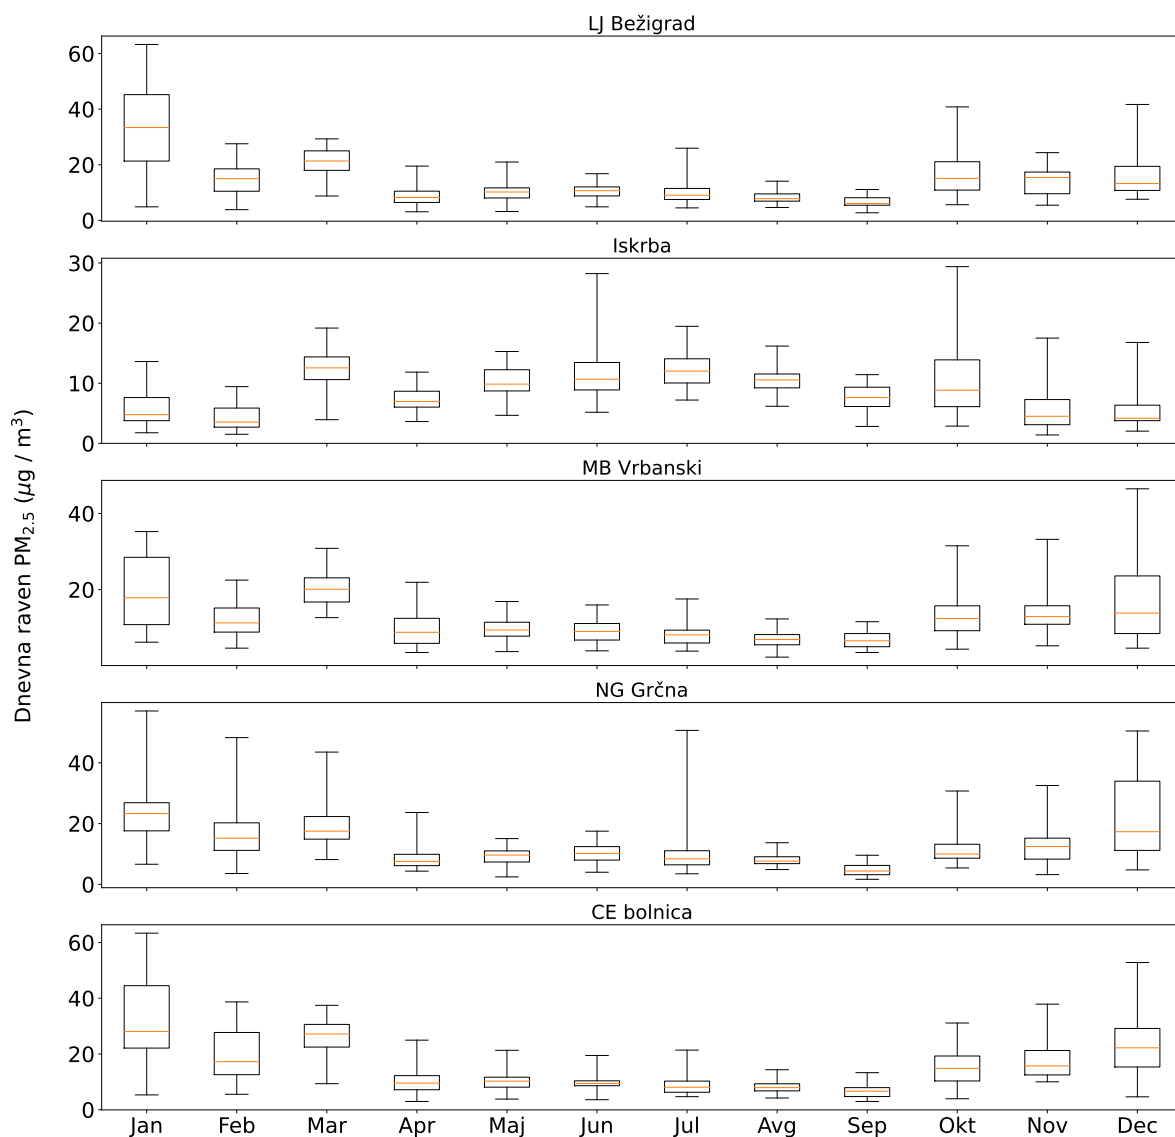 LJ Bežigrad
60
40
20
0
Iskrba
30
20
10
0
MB Vrbanski
40
20
Dnevna raven PM2.5 (μg / m³)
NG Grčna
40
20
0
CE bolnica
60
40
20
0
Jan Feb Mar Apr Maj Jun Jul Avg Sep Okt Nov Dec